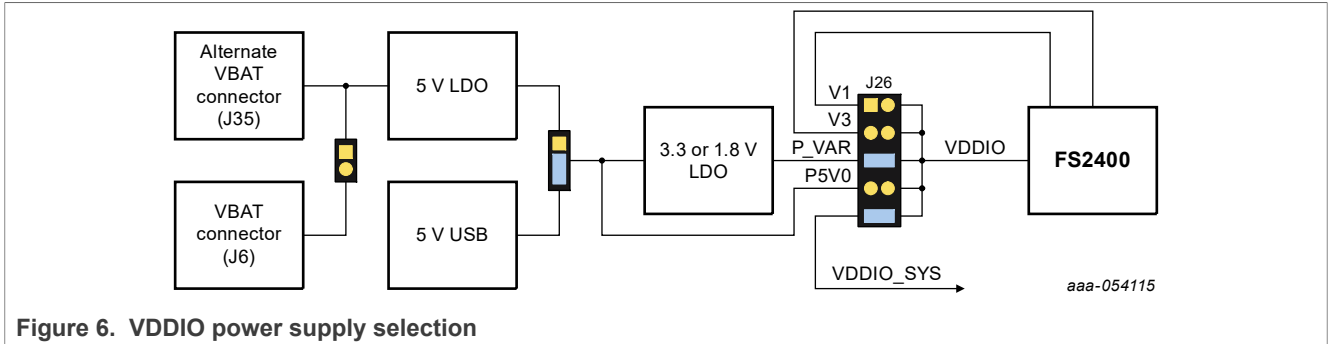 Alternate
VBAT
connector
(J35)
5 V LDO
VBAT
connector
(J6)
5 V USB
3.3 or 1.8 V
LDO
J26
V1
V3
P_VAR
P5V0
VDDIO
FS2400
VDDIO_SYS
aaa-054115
Figure 6. VDDIO power supply selection